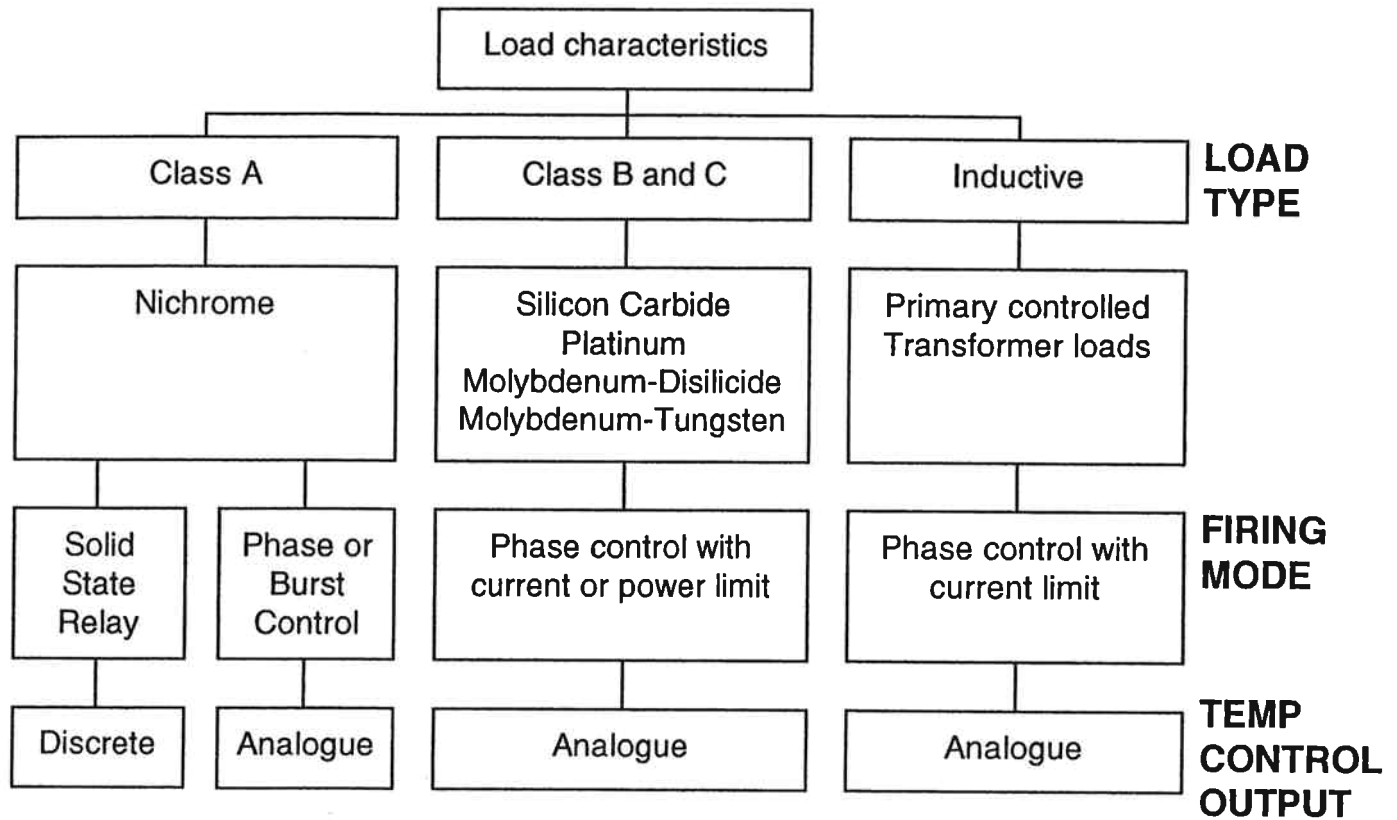 Load characteristics
Class A
Class B and C
Inductive
LOAD
TYPE
Nichrome
Silicon Carbide
Platinum
Molybdenum-Disilicide
Molybdenum-Tungsten
Primary controlled
Transformer loads
Solid
State
Relay
Phase or
Burst
Control
Phase control with
current or power limit
Phase control with
current limit
FIRING
MODE
Discrete
Analogue
Analogue
Analogue
TEMP
CONTROL
OUTPUT